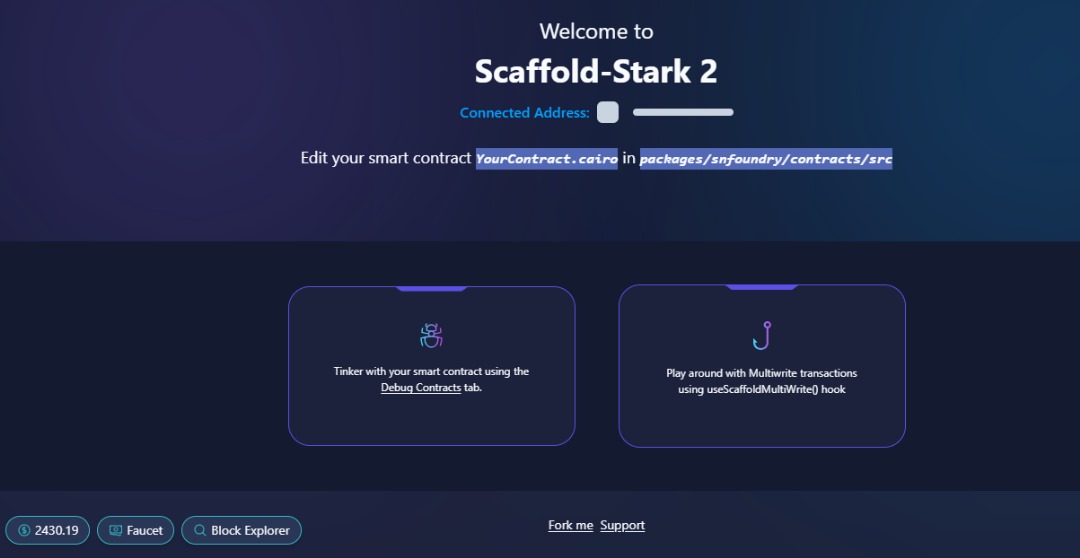 Welcome to
Scaffold-Stark 2
Connected Address:
Edit your smart contract YourContract.cairo in packages/snfoundry/contracts/src
Tinker with your smart contract using the
Debug Contracts tab.
Play around with Multiwrite transactions
using useScaffoldMultiWrite() hook
2430.19 Faucet Block Explorer Fork me Support